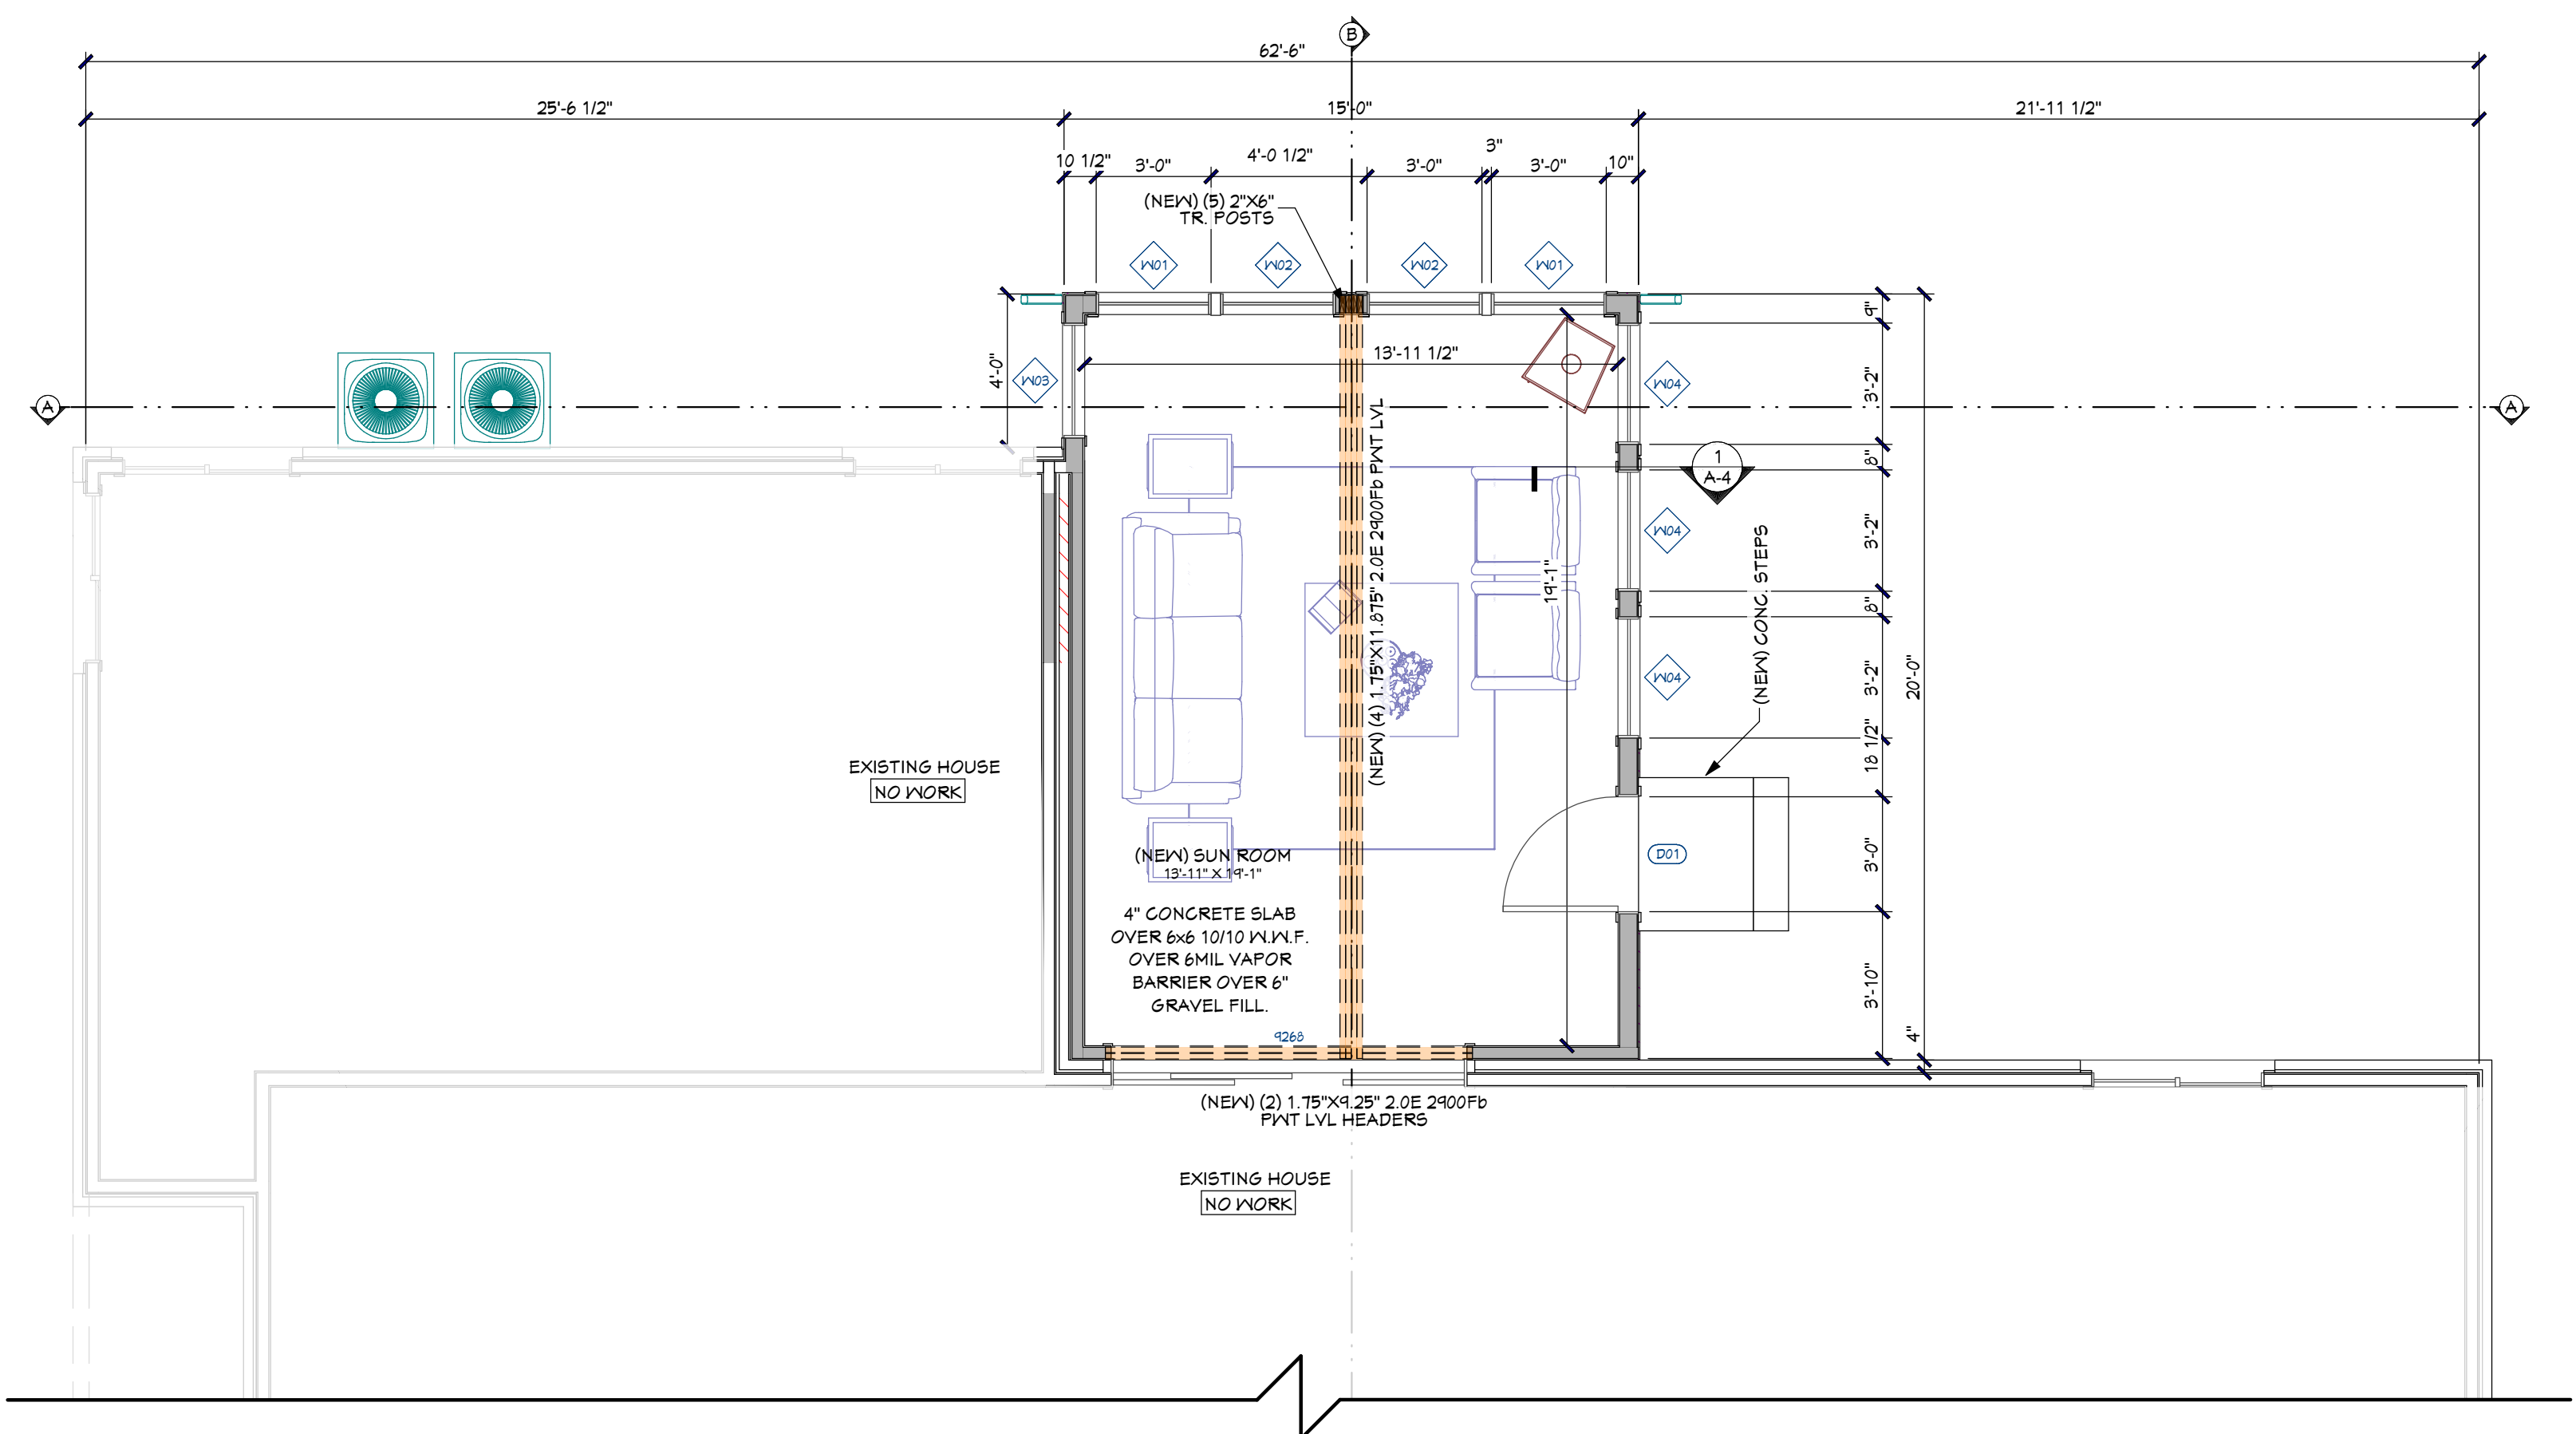 B
62'-6"
25'-6 1/2"
15'-0"
21'-11 1/2"
10 1/2"
3'-0"
4'-0 1/2"
3'-0"
3"
3'-0"
10"
(NEW) (5) 2"X6"
TR. POSTS
W01
W02
W02
W01
9"
4'-0"
W03
13'-11 1/2"
W04
3'-2"
A
A
8"
1
A-4
(NEW) (4) 1.75"X11.875" 2.0E 2900Fb PWT LVL
W04
3'-2"
19'-1"
(NEW) CONC. STEPS
8"
W04
3'-2"
20'-0"
18 1/2"
EXISTING HOUSE
NO WORK
(NEW) SUN ROOM
13'-11" X 19'-1"
D01
3'-0"
4" CONCRETE SLAB
OVER 6x6 10/10 W.W.F.
OVER 6MIL VAPOR
BARRIER OVER 6"
GRAVEL FILL.
3'-10"
4"
9268
(NEW) (2) 1.75"X9.25" 2.0E 2900Fb
PWT LVL HEADERS
EXISTING HOUSE
NO WORK